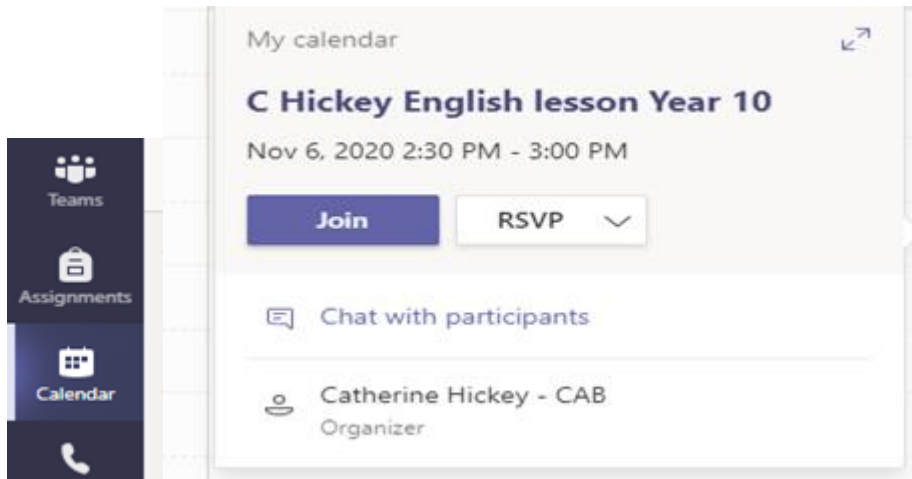 Teams
Assignments
Calendar
My calendar
C Hickey English lesson Year 10
Nov 6, 2020 2:30 PM - 3:00 PM
Join RSVP
Chat with participants
Catherine Hickey - CAB
Organizer